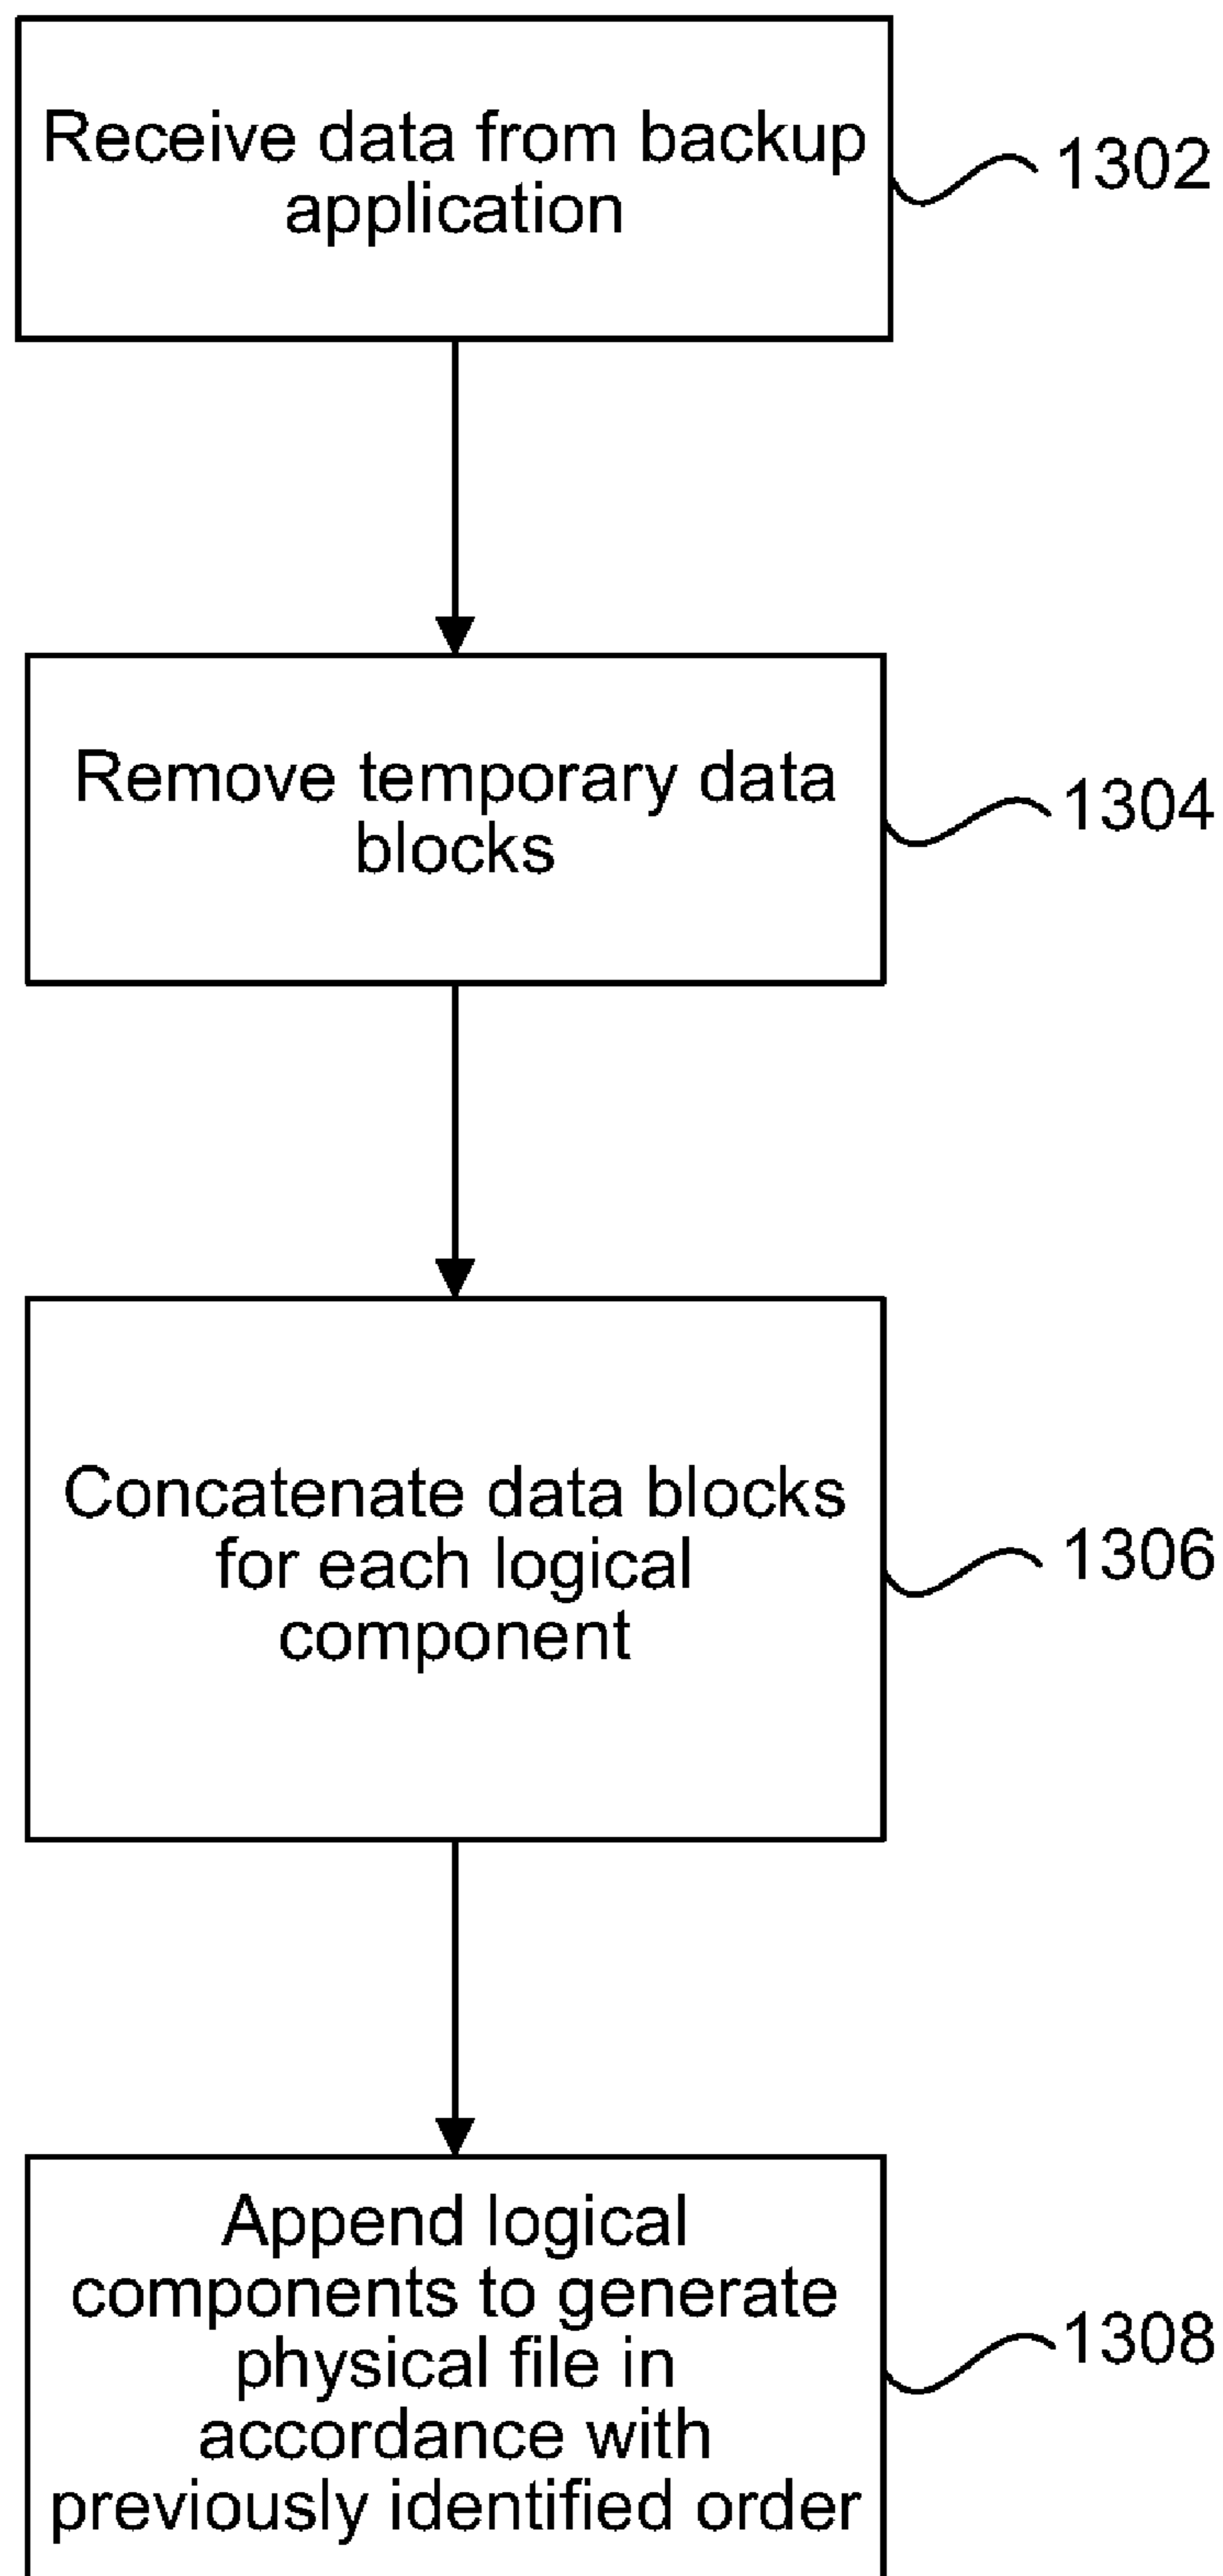 Receive data from backup
application
1302
Remove temporary data
blocks
1304
Concatenate data blocks
for each logical
component
1306
Append logical
components to generate
physical file in
accordance with
previously identified order
1308